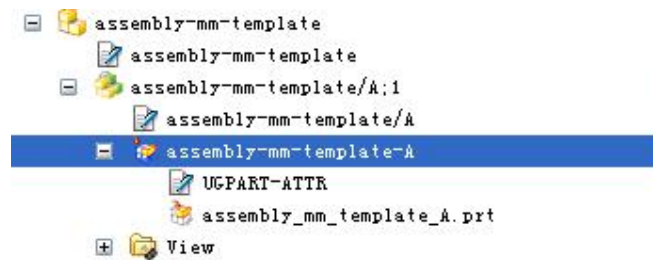 assembly-mm-template
assembly-mm-template
assembly-mm-template/A;1
assembly-mm-template/A
assembly-mm-template-A
UGPART-ATTR
assembly_mm_template_A.prt
View